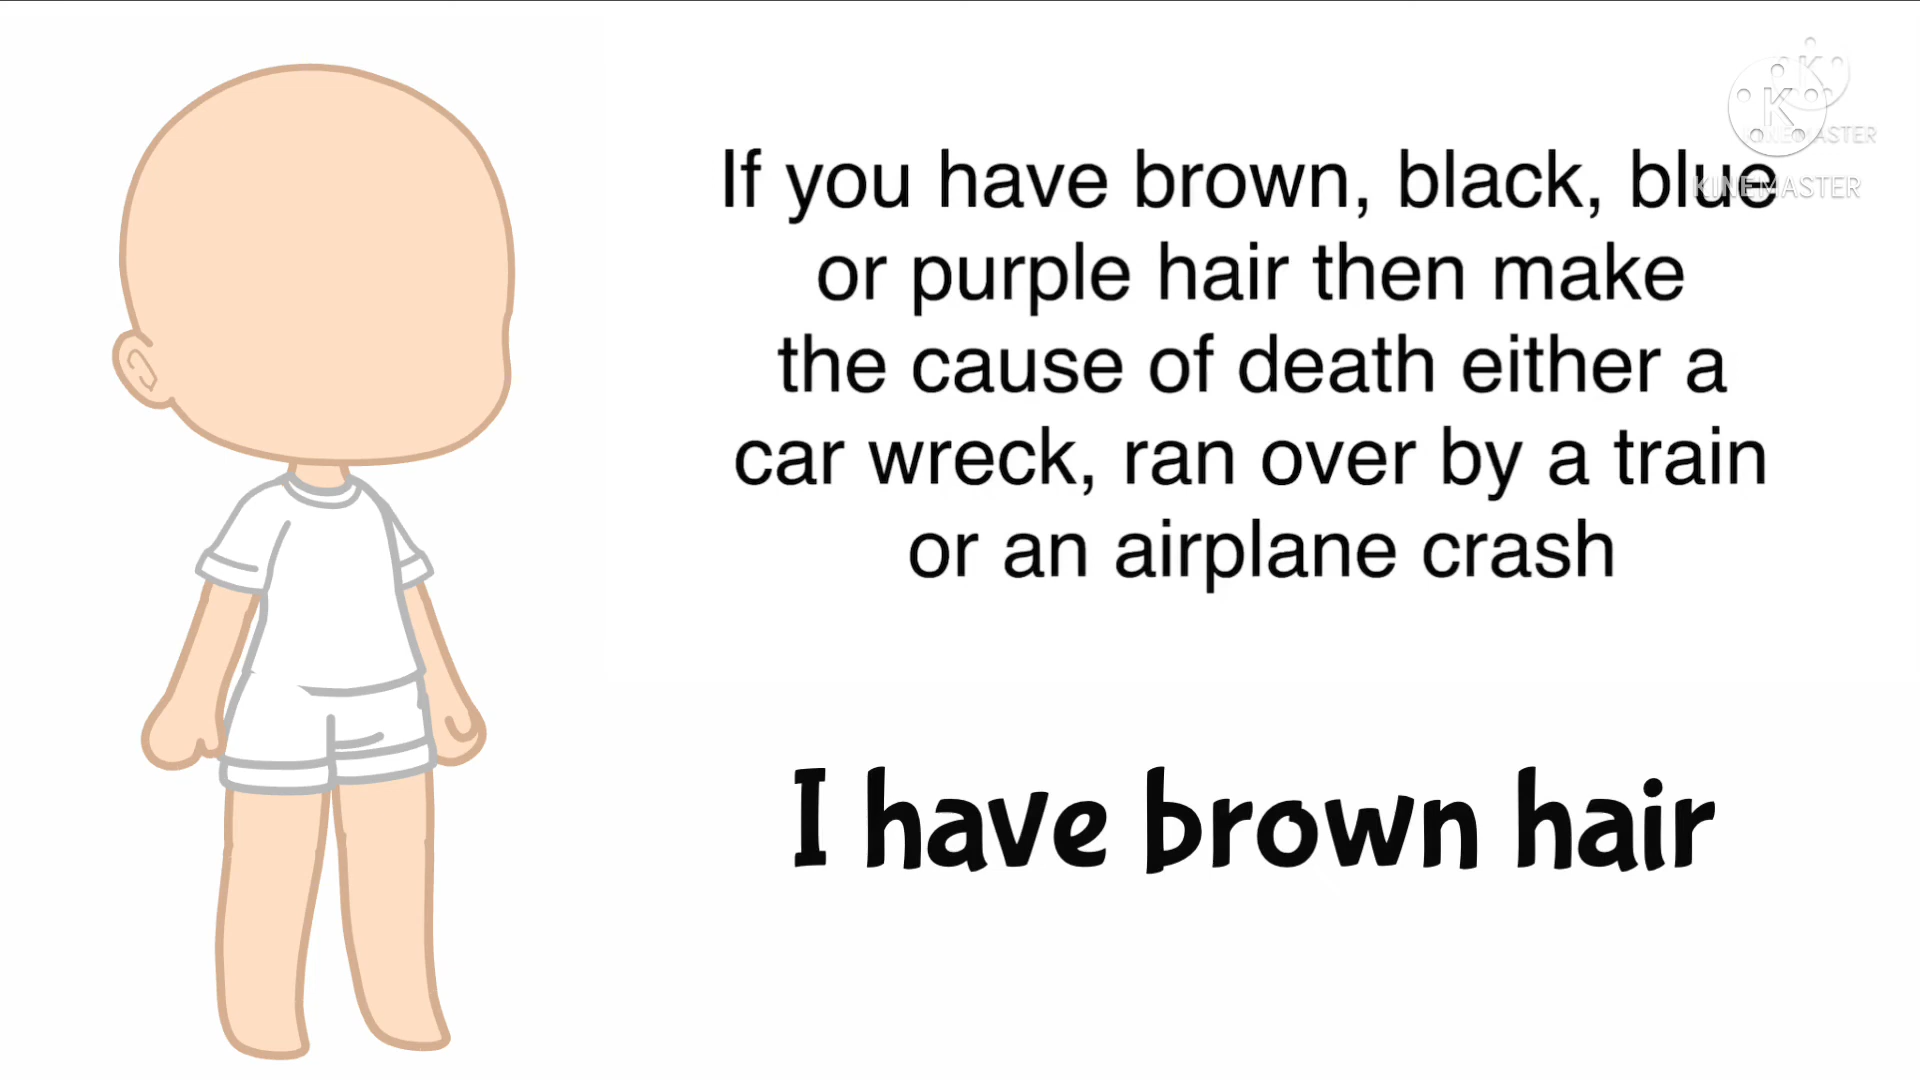 If you have brown, black, blue
or purple hair then make
the cause of death either a
car wreck, ran over by a train
or an airplane crash
I have brown hair
K
KINEMASTER
K
KINEMASTER